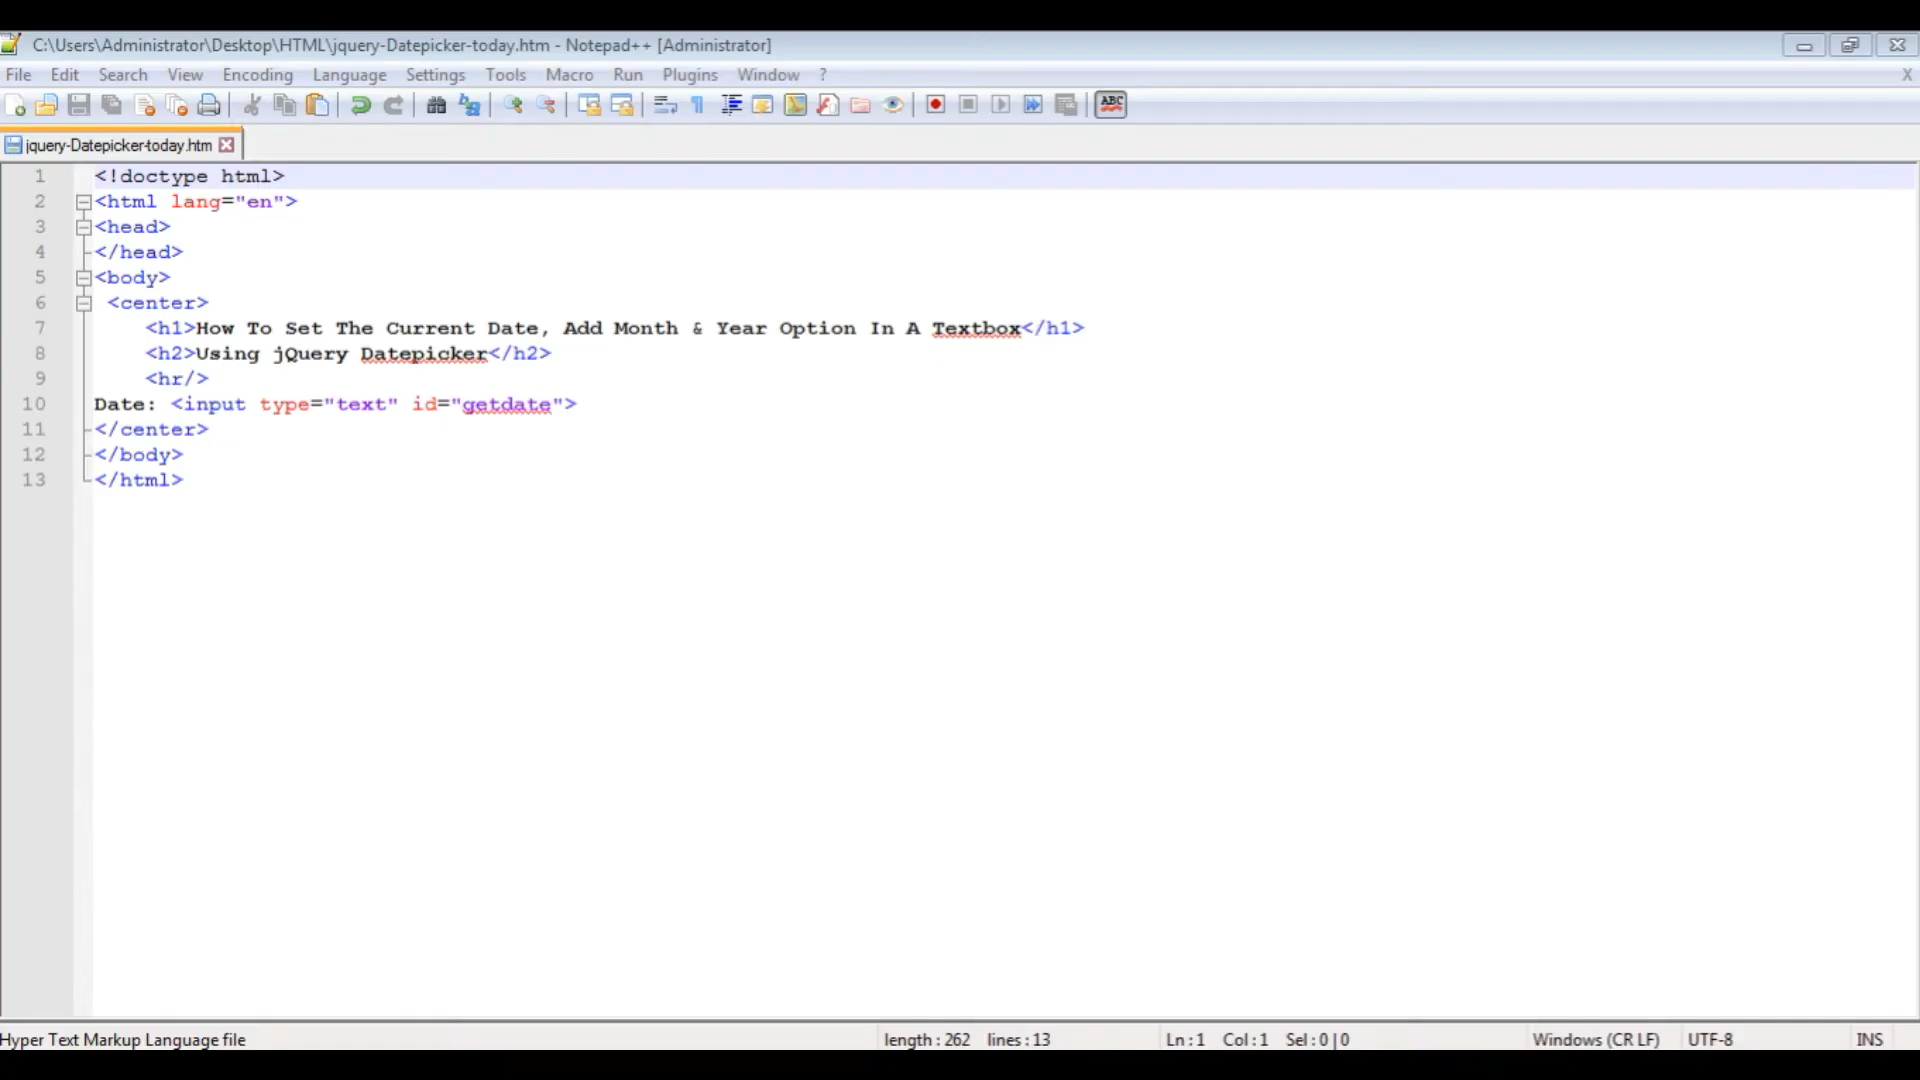 C:\Users\Administrator\Desktop\HTML\jquery-Datepicker-today.htm - Notepad++ [Administrator]
File Edit Search View Encoding Language Settings Tools Macro Run Plugins Window ? X
ABC
jquery-Datepicker-today.htm
1 <!doctype html>
2 <html lang="en">
3 <head>
4 </head>
5 <body>
6 <center>
7 <h1>How To Set The Current Date, Add Month & Year Option In A Textbox</h1>
8 <h2>Using jQuery Datepicker</h2>
9 <hr/>
10 Date: <input type="text" id="getdate">
11 </center>
12 </body>
13 </html>
Hyper Text Markup Language file length : 262 lines : 13 Ln : 1 Col : 1 Sel : 0 | 0 Windows (CR LF) UTF-8 INS